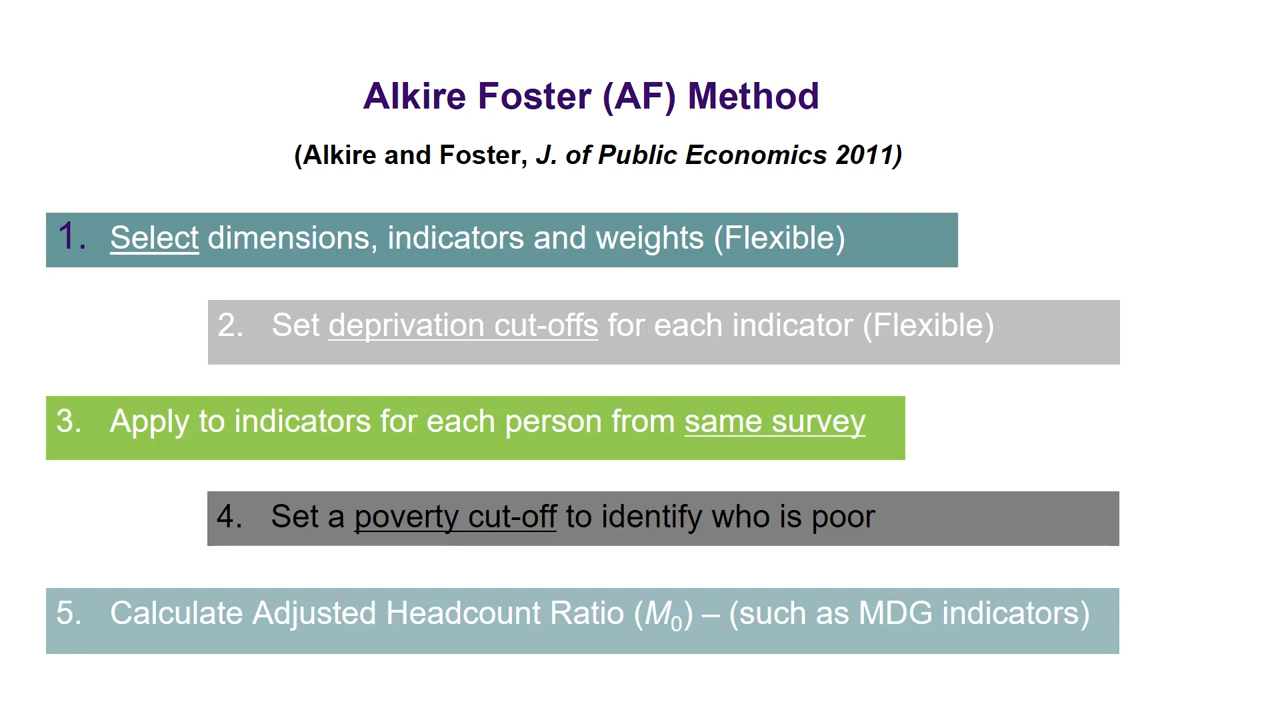 Alkire Foster (AF) Method
(Alkire and Foster, J. of Public Economics 2011)
1. Select dimensions, indicators and weights (Flexible)
2. Set deprivation cut-offs for each indicator (Flexible)
3. Apply to indicators for each person from same survey
4. Set a poverty cut-off to identify who is poor
5. Calculate Adjusted Headcount Ratio (M₀) – (such as MDG indicators)